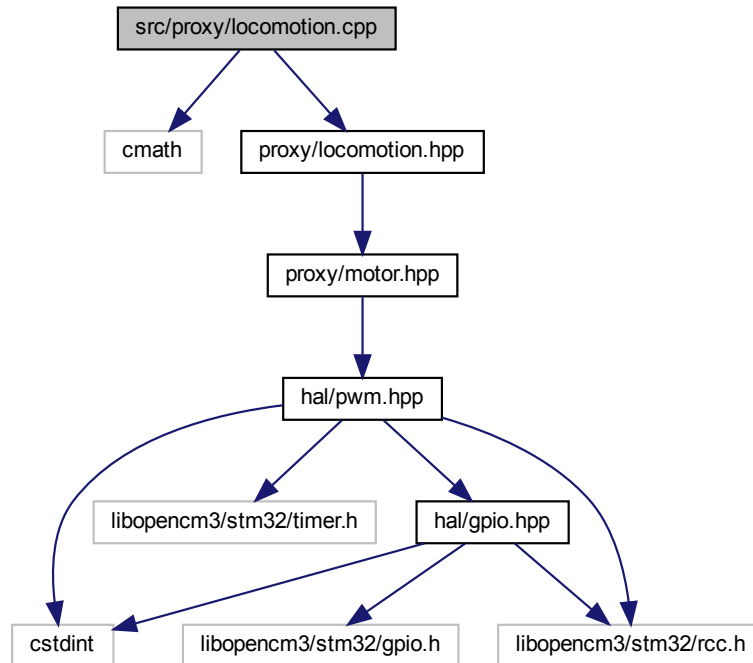 src/proxy/locomotion.cpp
cmath
proxy/locomotion.hpp
proxy/motor.hpp
hal/pwm.hpp
libopencm3/stm32/timer.h
hal/gpio.hpp
cstdint
libopencm3/stm32/gpio.h
libopencm3/stm32/rcc.h